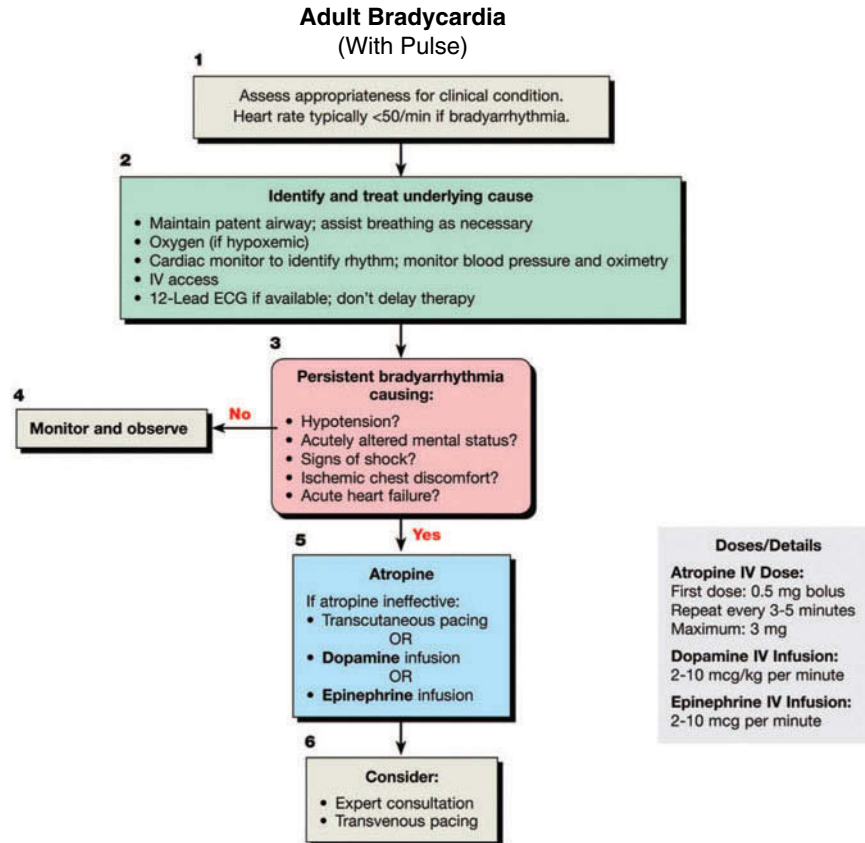 Adult Bradycardia
(With Pulse)
1
Assess appropriateness for clinical condition.
Heart rate typically <50/min if bradyarrhythmia.
2
Identify and treat underlying cause
• Maintain patent airway; assist breathing as necessary
• Oxygen (if hypoxemic)
• Cardiac monitor to identify rhythm; monitor blood pressure and oximetry
• IV access
• 12-Lead ECG if available; don't delay therapy
3
Persistent bradyarrhythmia
causing:
• Hypotension?
• Acutely altered mental status?
• Signs of shock?
• Ischemic chest discomfort?
• Acute heart failure?
4
No
Monitor and observe
Yes
5
Atropine
If atropine ineffective:
• Transcutaneous pacing
OR
• Dopamine infusion
OR
• Epinephrine infusion
6
Consider:
• Expert consultation
• Transvenous pacing
Doses/Details
Atropine IV Dose:
First dose: 0.5 mg bolus
Repeat every 3-5 minutes
Maximum: 3 mg
Dopamine IV Infusion:
2-10 mcg/kg per minute
Epinephrine IV Infusion:
2-10 mcg per minute